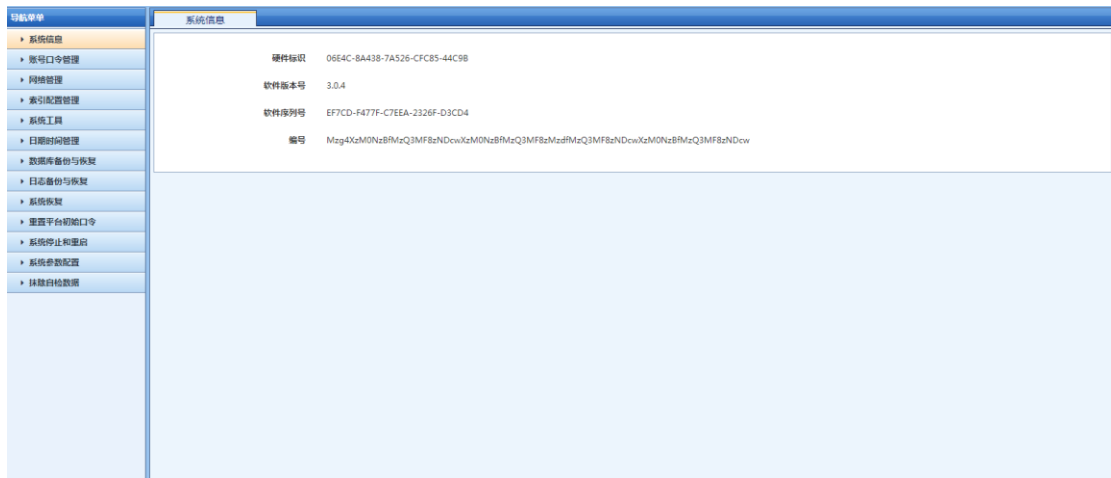 导航菜单
系统信息
系统信息
账号口令管理
网络管理
索引配置管理
系统工具
日期时间管理
数据库备份与恢复
日志备份与恢复
系统恢复
重置平台初始口令
系统停止和重启
系统参数配置
抹除自检数据
硬件标识 06E4C-8A438-7A526-CFC85-44C9B
软件版本号 3.0.4
软件序列号 EF7CD-F477F-C7EEA-2326F-D3CD4
编号 Mzg4XzM0NzBfMzQ3MF8zNDcwXzM0NzBfMzQ3MF8zMzdfMzQ3MF8zNDcwXzM0NzBfMzQ3MF8zNDcw